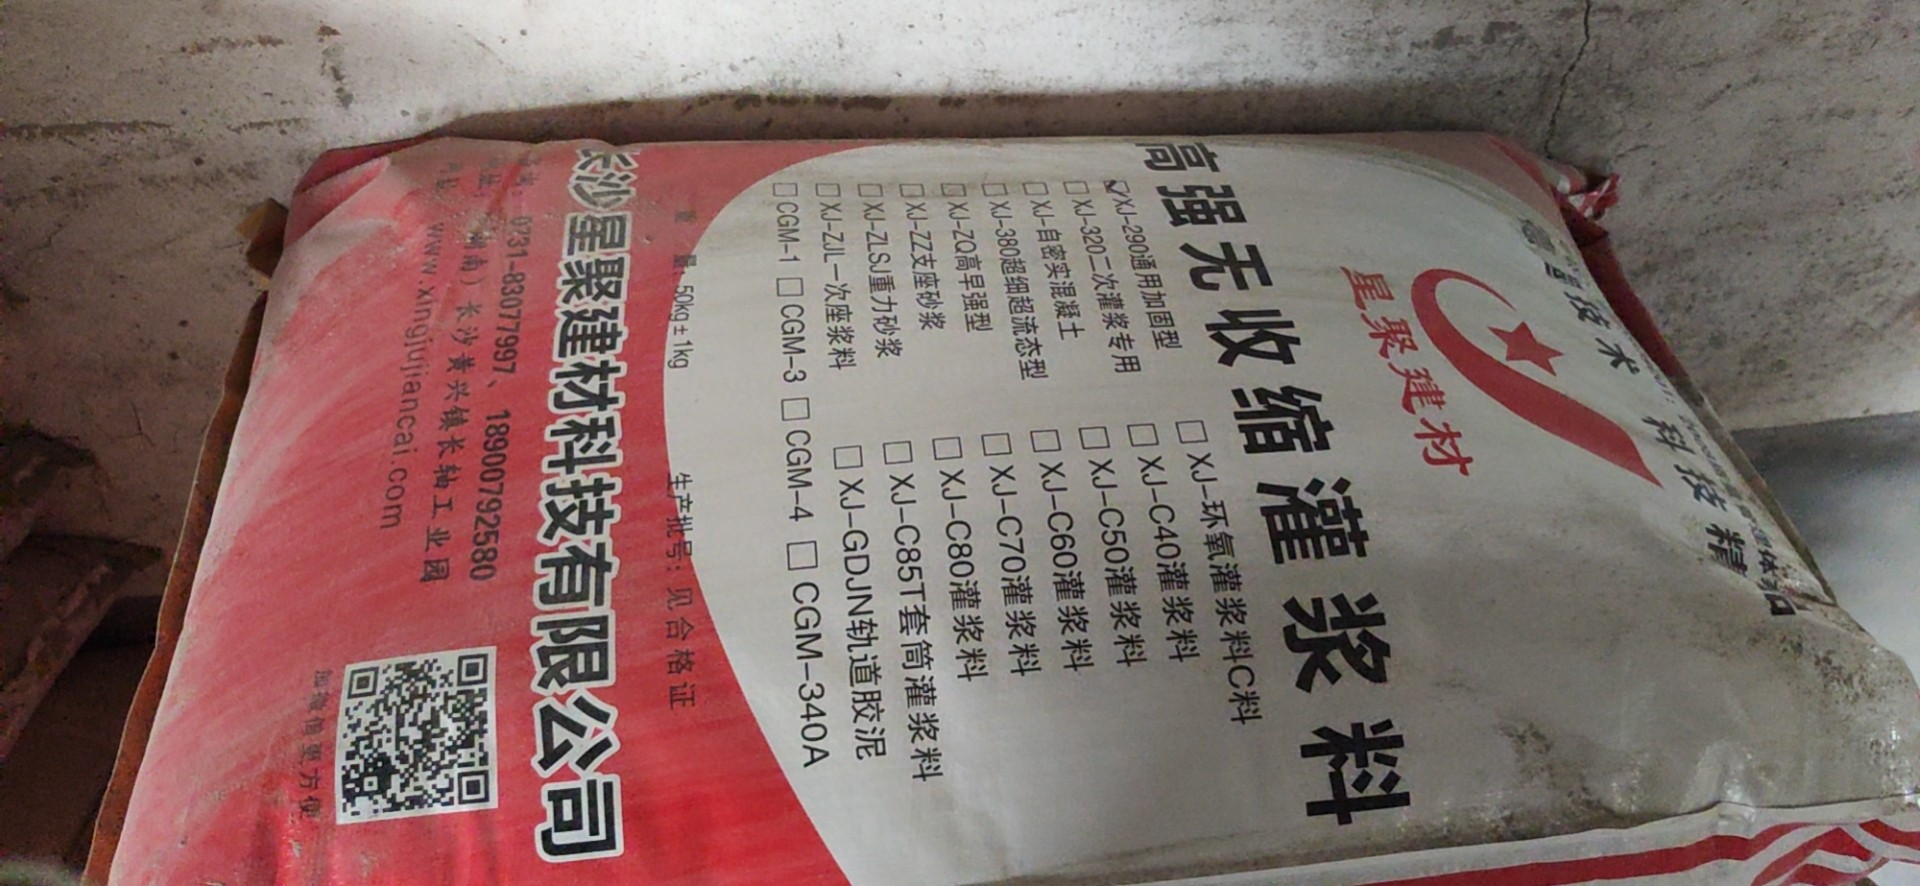 技术 科技精
星聚建材
高强无收缩灌浆料
☑XJ-290通用加固型 □XJ-环氧灌浆料C料
□XJ-320二次灌浆专用 □XJ-C40灌浆料
□XJ-自密实混凝土 □XJ-C50灌浆料
□XJ-380超细超流态型 □XJ-C60灌浆料
□XJ-ZQ高早强型 □XJ-C70灌浆料
□XJ-ZZ支座砂浆 □XJ-C80灌浆料
□XJ-ZLSJ重力砂浆 □XJ-C85T套筒灌浆料
□XJ-ZJL一次座浆料 □XJ-GDJN轨道胶泥
□CGM-1 □CGM-3 □CGM-4 □CGM-340A
重 量: 50kg±1kg 生产批号: 见合格证
长沙星聚建材科技有限公司
0731-83077997、18900792580
(湖南)长沙黄兴镇长轴工业园
www.xingjujiancai.com
加微信更方便